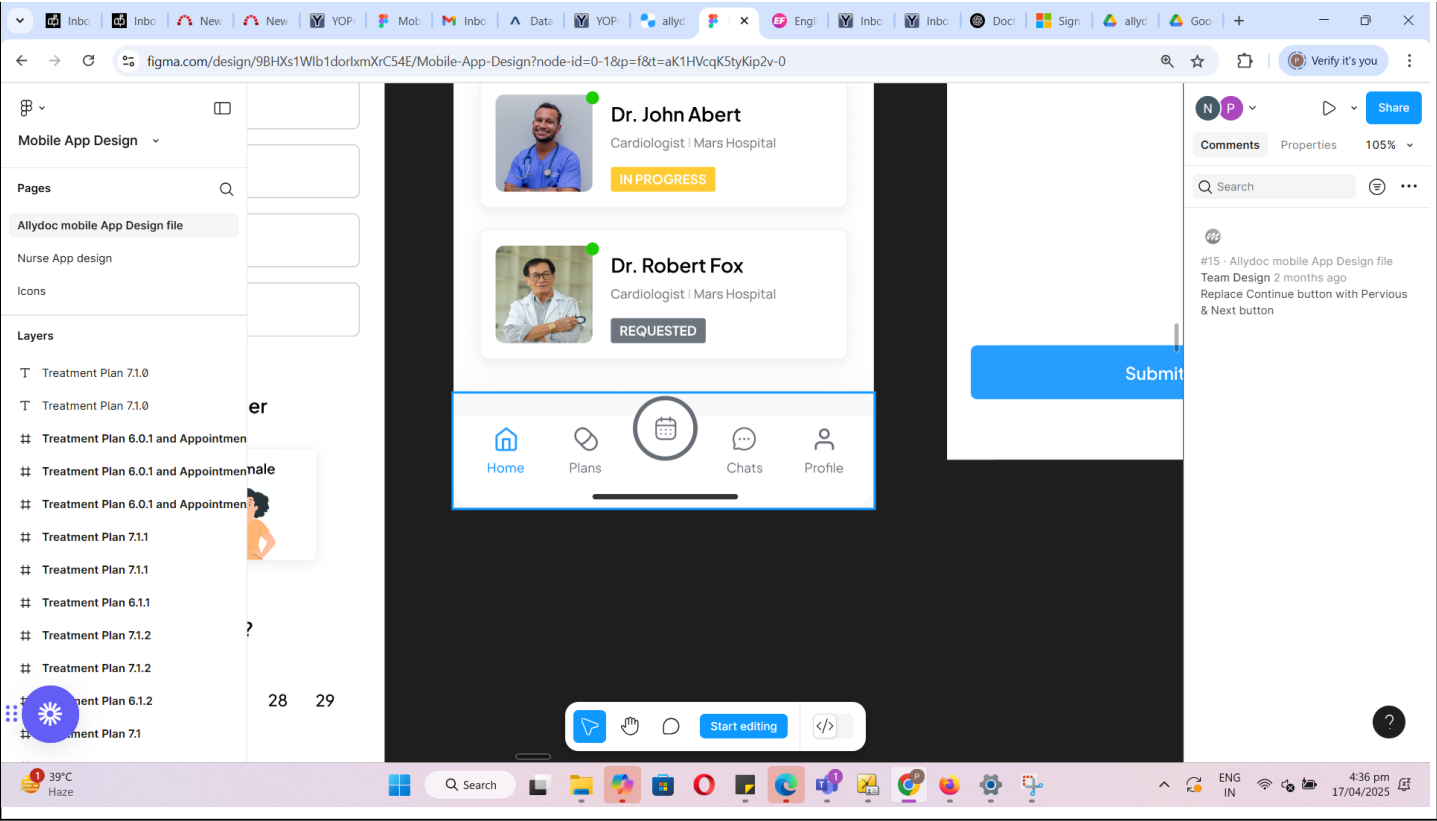 Inbo
Inbo
New
New
YOP
Mob
Inbo
Data
YOP
allyd
Engl
Inbo
Inbo
Doct
Sign
allyd
Goo
figma.com/design/9BHXs1WIb1dorlxmXrC54E/Mobile-App-Design?node-id=0-1&p=f&t=aK1HVcqK5tyKip2v-0
P
Verify it's you
Mobile App Design
Pages
Allydoc mobile App Design file
Nurse App design
Icons
Layers
T Treatment Plan 7.1.0
T Treatment Plan 7.1.0
Treatment Plan 6.0.1 and Appointmen
Treatment Plan 6.0.1 and Appointmen
Treatment Plan 6.0.1 and Appointmen
Treatment Plan 7.1.1
Treatment Plan 7.1.1
Treatment Plan 6.1.1
Treatment Plan 7.1.2
Treatment Plan 7.1.2
ent Plan 6.1.2
ment Plan 7.1
er
male
?
28 29
Dr. John Abert
Cardiologist | Mars Hospital
IN PROGRESS
Dr. Robert Fox
Cardiologist | Mars Hospital
REQUESTED
Home
Plans
Chats
Profile
Submit
Start editing
N P
Share
Comments
Properties
105%
Search
#15 · Allydoc mobile App Design file
Team Design 2 months ago
Replace Continue button with Pervious
& Next button
?
1
39°C
Haze
Search
1
P
ENG
IN
4:36 pm
17/04/2025